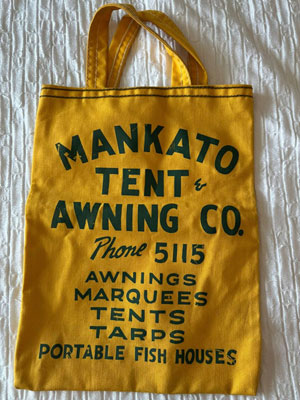 MANKATO
TENT &
AWNING CO.
Phone 5115
AWNINGS
MARQUEES
TENTS
TARPS
PORTABLE FISH HOUSES